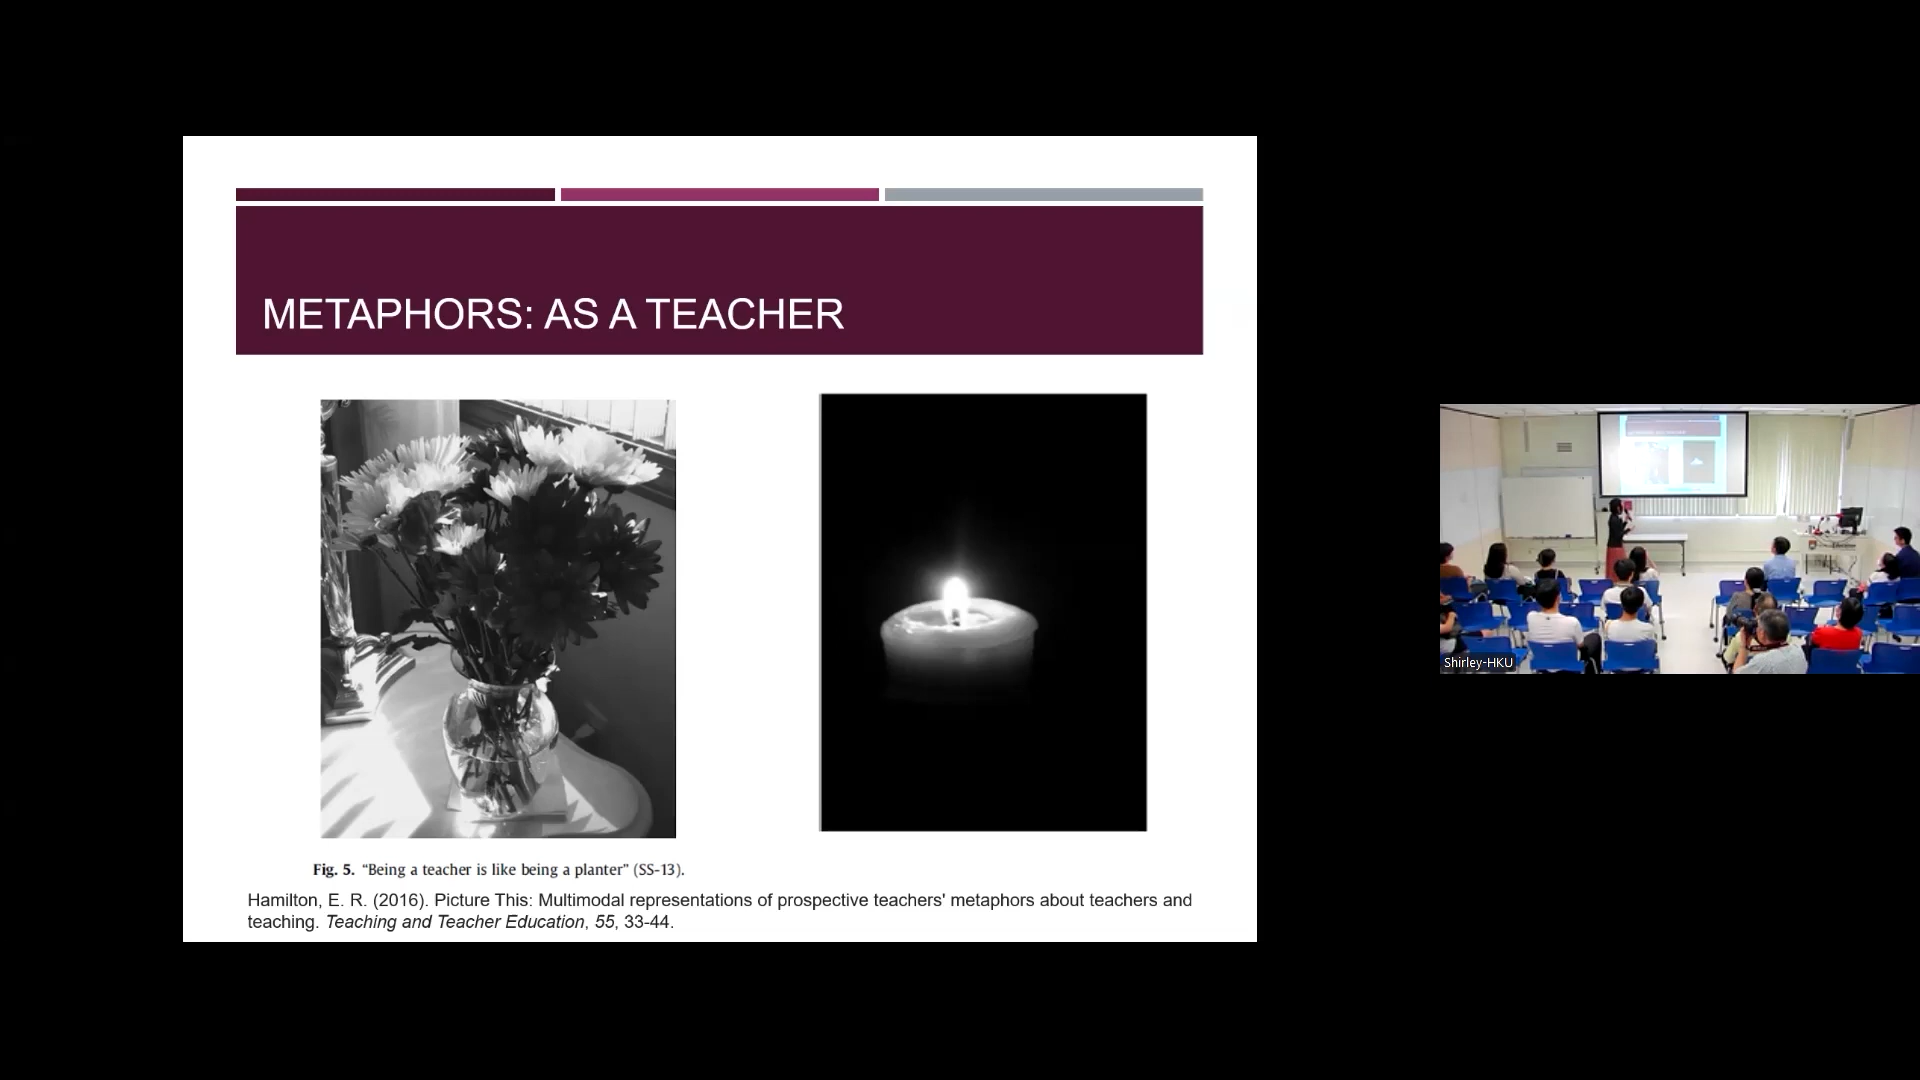 METAPHORS: AS A TEACHER
Fig. 5. “Being a teacher is like being a planter” (SS-13).
Hamilton, E. R. (2016). Picture This: Multimodal representations of prospective teachers' metaphors about teachers and
teaching. Teaching and Teacher Education, 55, 33-44.
Shirley-HKU